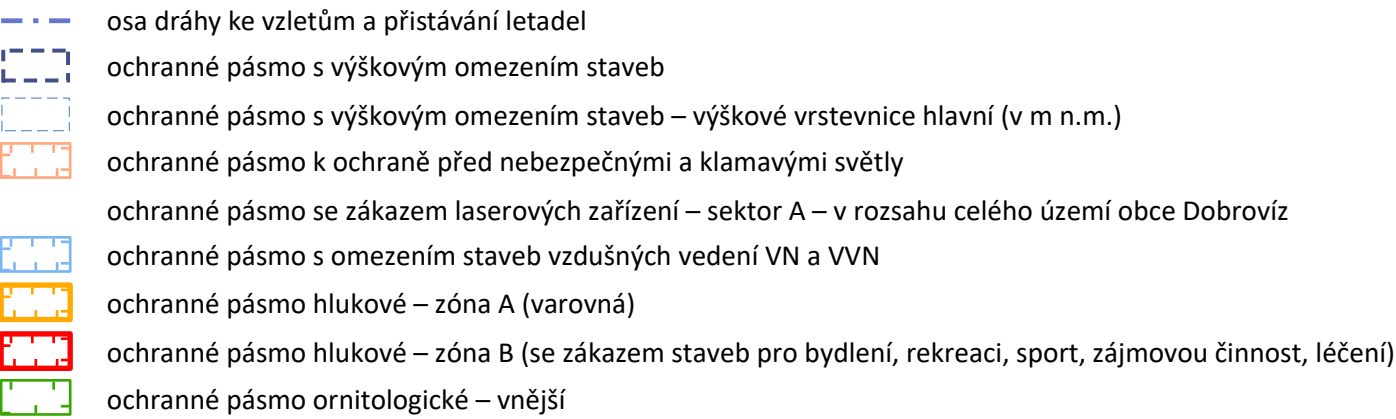 osa dráhy ke vzletům a přistávání letadel
ochranné pásmo s výškovým omezením staveb
ochranné pásmo s výškovým omezením staveb – výškové vrstevnice hlavní (v m n.m.)
ochranné pásmo k ochraně před nebezpečnými a klamavými světly
ochranné pásmo se zákazem laserových zařízení – sektor A – v rozsahu celého území obce Dobrovíz
ochranné pásmo s omezením staveb vzdušných vedení VN a VVN
ochranné pásmo hlukové – zóna A (varovná)
ochranné pásmo hlukové – zóna B (se zákazem staveb pro bydlení, rekreaci, sport, zájmovou činnost, léčení)
ochranné pásmo ornitologické – vnější